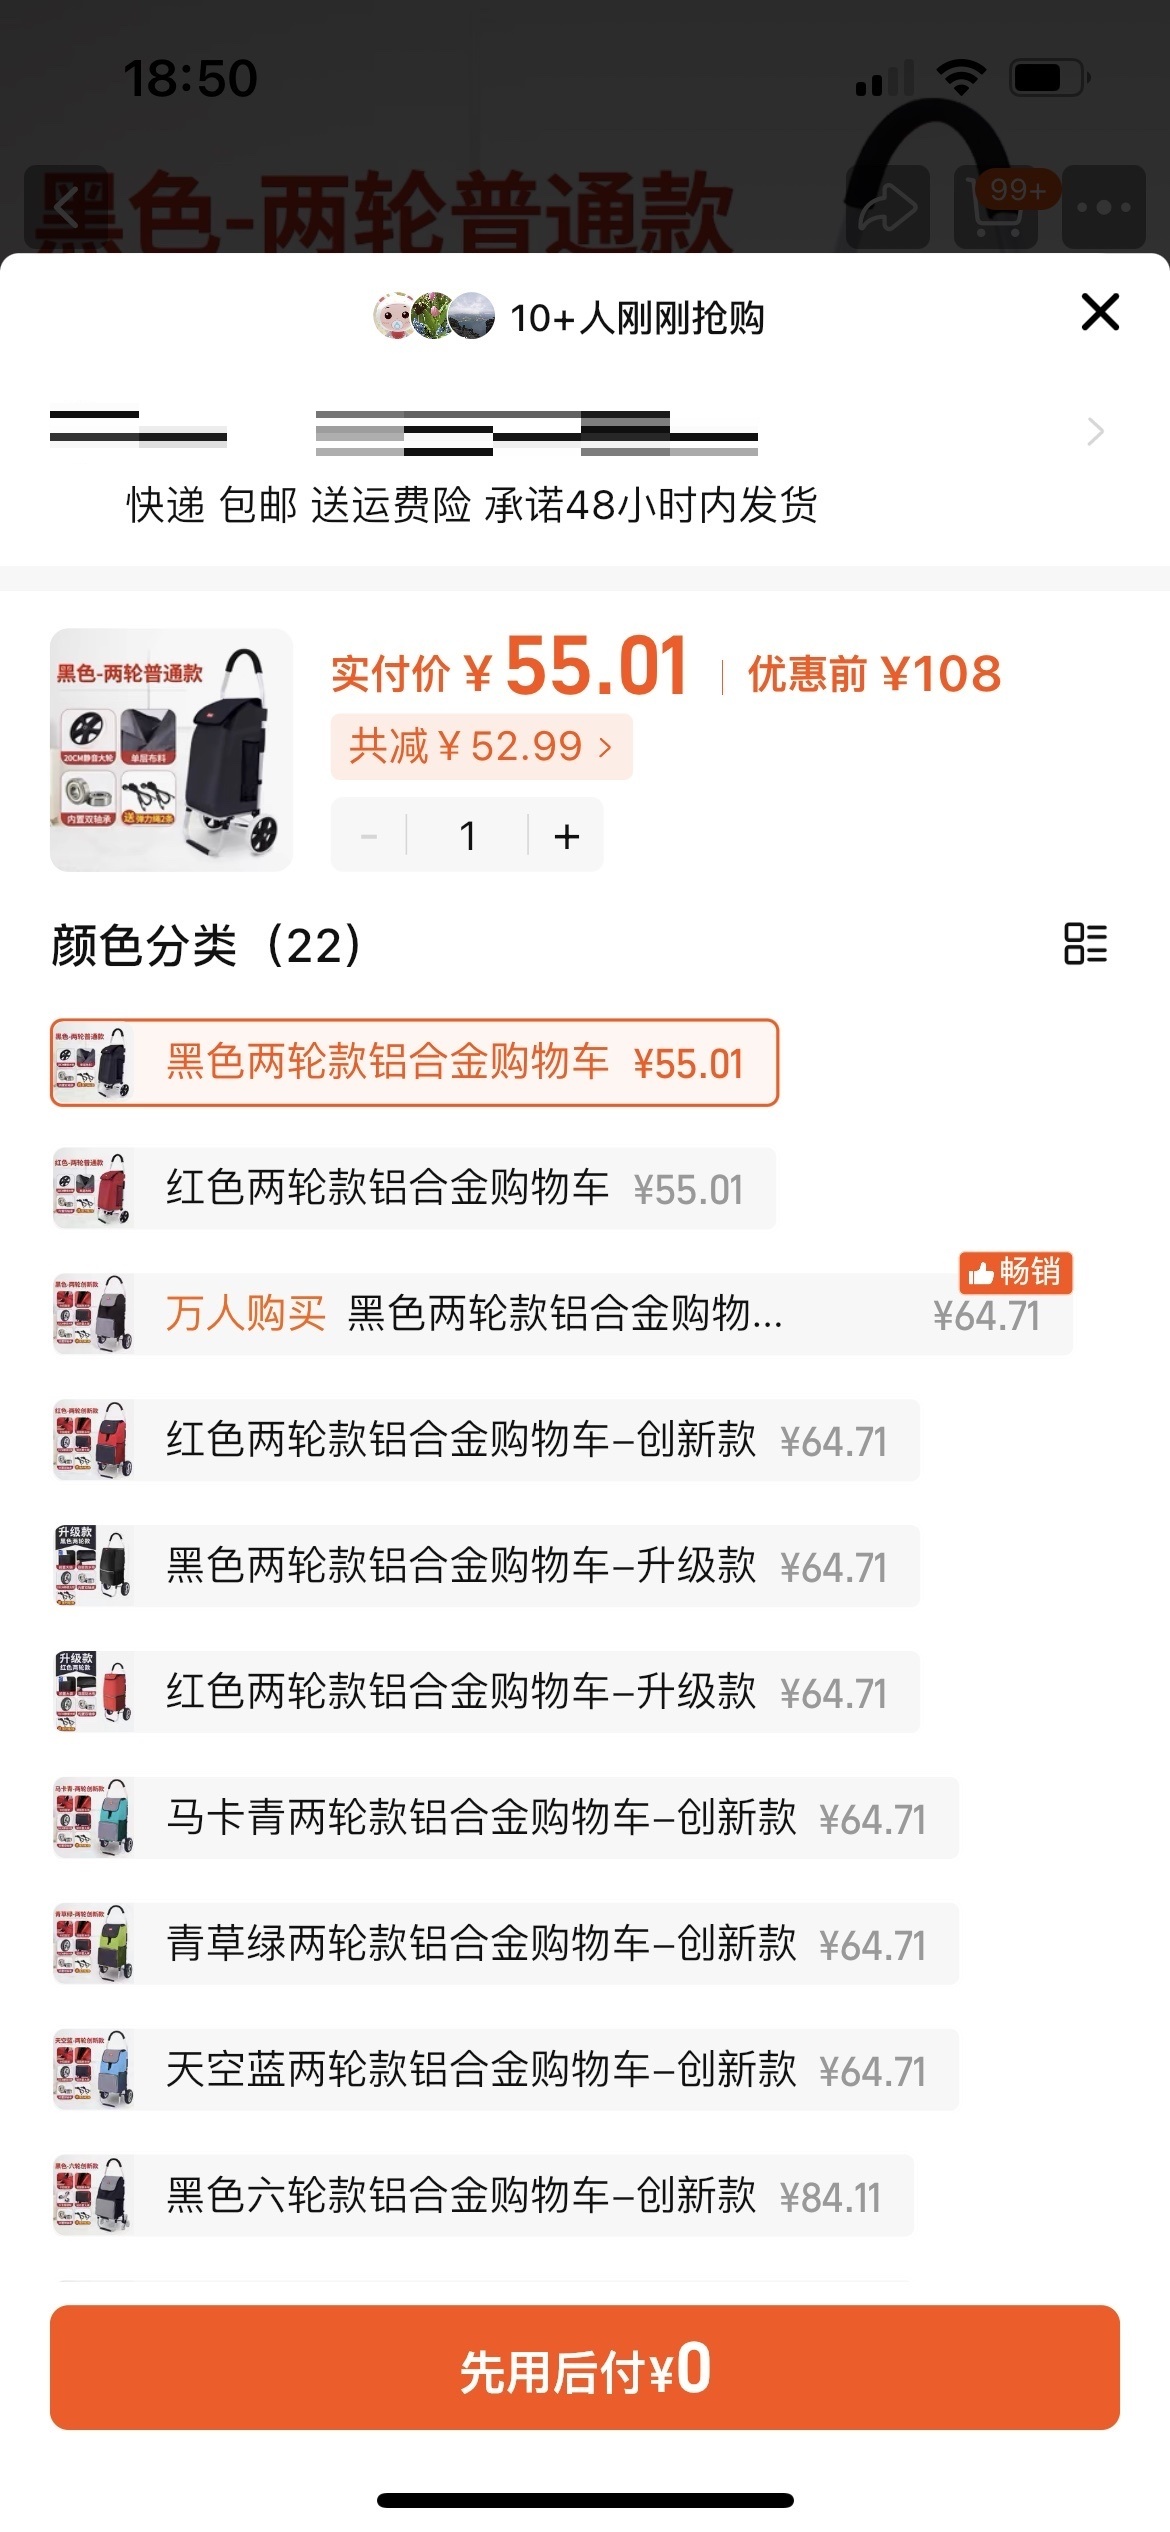 18:50
黑色-两轮普通款
99+
10+人刚刚抢购
快递 包邮 送运费险 承诺48小时内发货
黑色-两轮普通款
20CM静音大轮
单层布料
内置双轴承
送弹力绳2条
实付价 ¥55.01 | 优惠前 ¥108
共减 ¥52.99 >
1
颜色分类（22）
黑色两轮款铝合金购物车 ¥55.01
红色两轮款铝合金购物车 ¥55.01
畅销
万人购买 黑色两轮款铝合金购物... ¥64.71
红色两轮款铝合金购物车-创新款 ¥64.71
黑色两轮款铝合金购物车-升级款 ¥64.71
红色两轮款铝合金购物车-升级款 ¥64.71
马卡青两轮款铝合金购物车-创新款 ¥64.71
青草绿两轮款铝合金购物车-创新款 ¥64.71
天空蓝两轮款铝合金购物车-创新款 ¥64.71
黑色六轮款铝合金购物车-创新款 ¥84.11
先用后付¥0